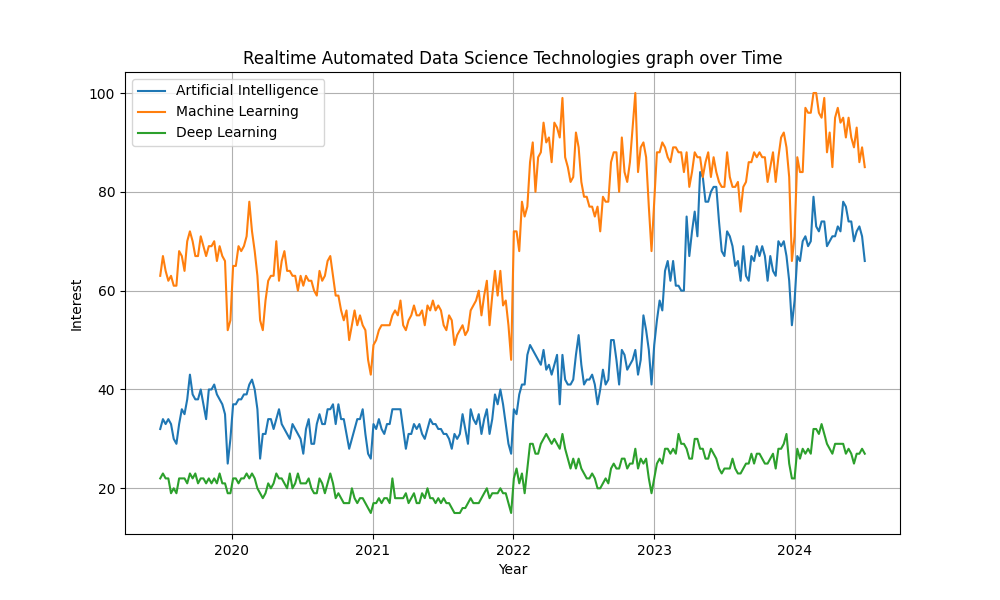 Realtime Automated Data Science Technologies graph over Time
Artificial Intelligence
Machine Learning
Deep Learning
100
80
60
40
20
Interest
2020 2021 2022 2023 2024
Year